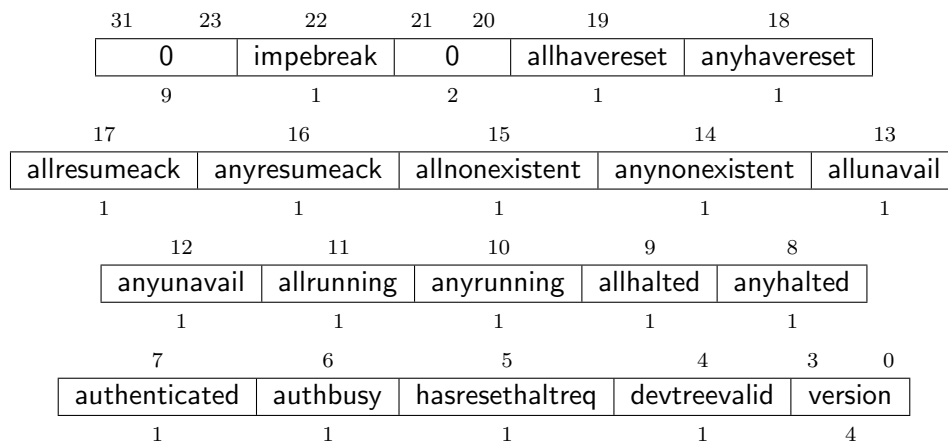 31 23 22 21 20 19 18
0 impebreak 0 allhavereset anyhavereset
9 1 2 1 1
17 16 15 14 13
allresumeack anyresumeack allnonexistent anynonexistent allunavail
1 1 1 1 1
12 11 10 9 8
anyunavail allrunning anyrunning allhalted anyhalted
1 1 1 1 1
7 6 5 4 3 0
authenticated authbusy hasresethaltreq devtreevalid version
1 1 1 1 4